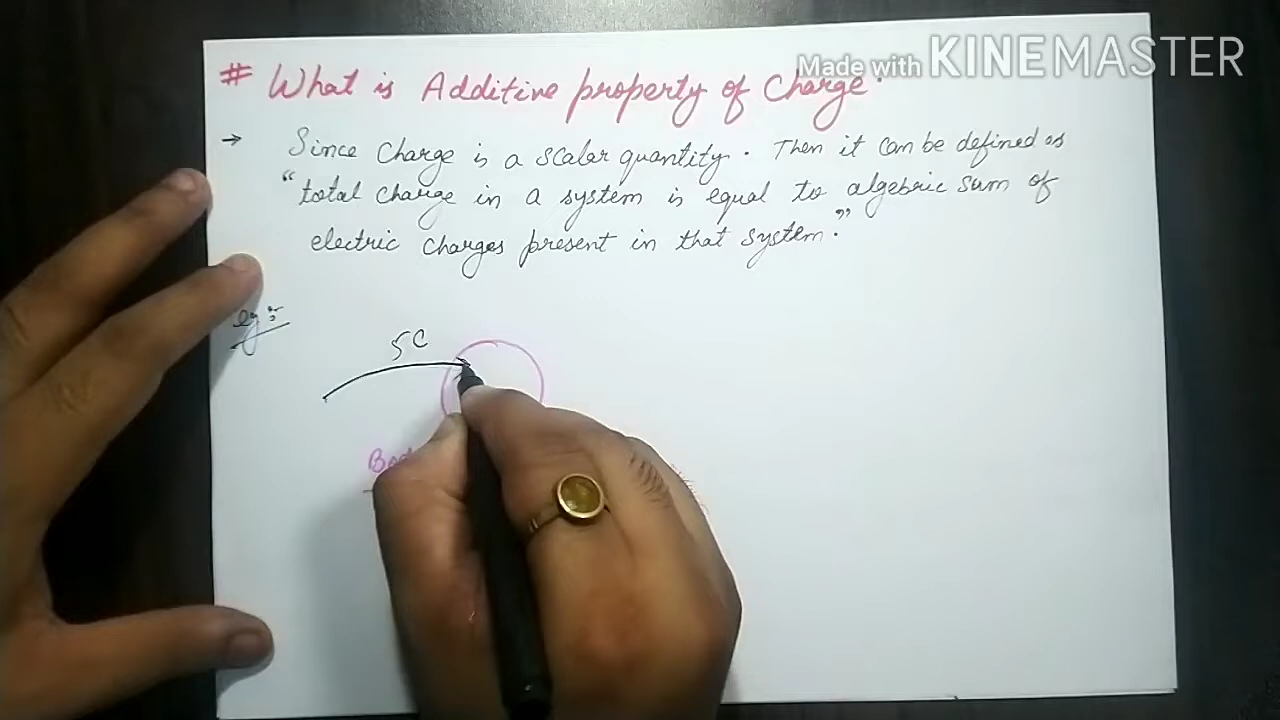 Made with KINEMASTER
# What is Additive property of Charge.
→ Since Charge is a scalar quantity. Then it can be defined as
“total charge in a system is equal to algebric sum of
electric charges present in that system.”
eg :-
5C